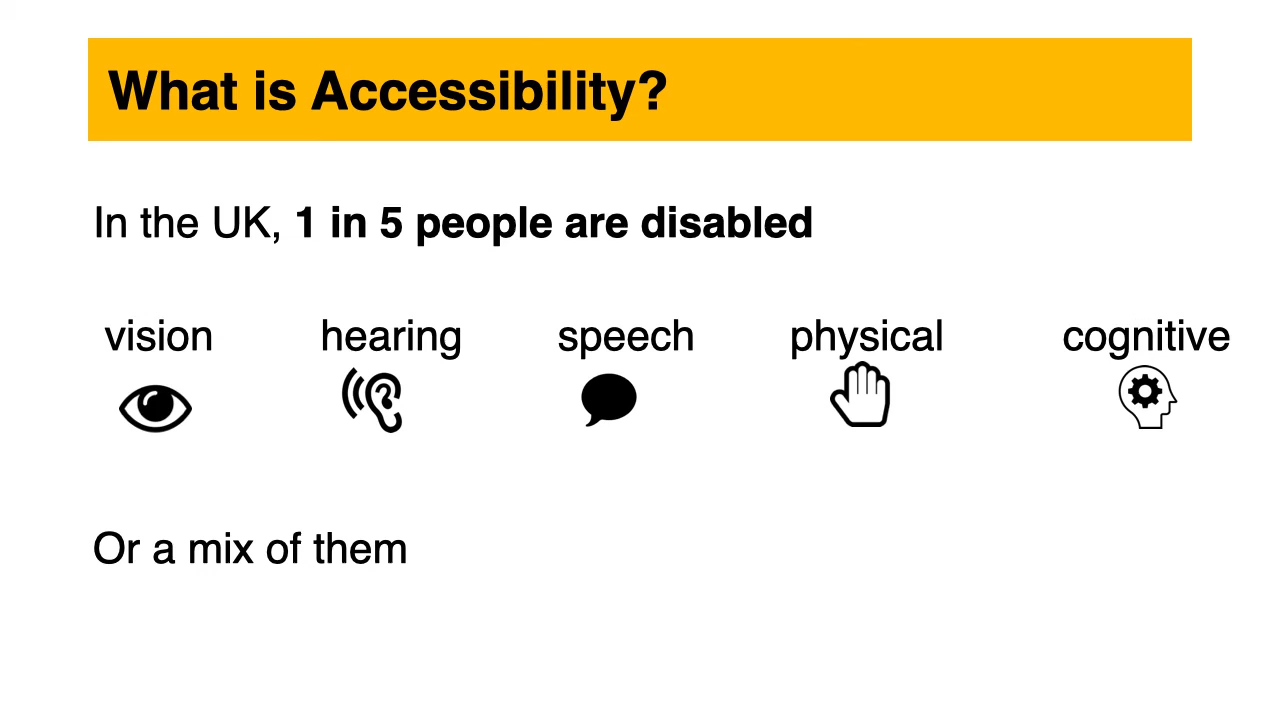 What is Accessibility?
In the UK, 1 in 5 people are disabled
vision hearing speech physical cognitive
Or a mix of them